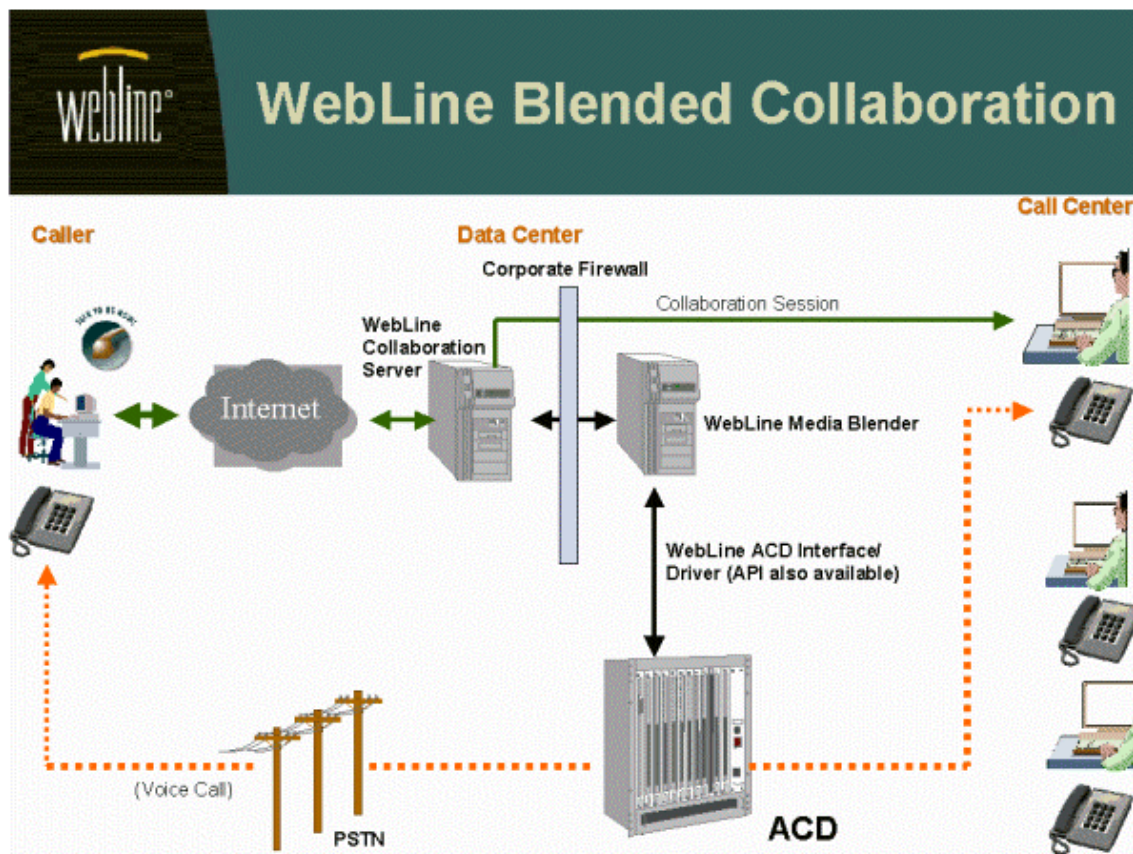 webline
WebLine Blended Collaboration
Caller
Data Center
Call Center
Corporate Firewall
Collaboration Session
WebLine
Collaboration
Server
Internet
WebLine Media Blender
WebLine ACD Interface/
Driver (API also available)
(Voice Call)
PSTN
ACD